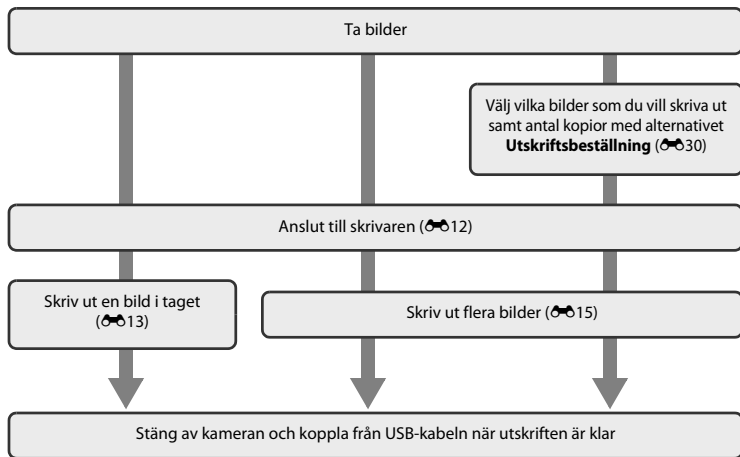 Ta bilder
Välj vilka bilder som du vill skriva ut
samt antal kopior med alternativet
Utskriftsbeställning (30)
Anslut till skrivaren (12)
Skriv ut en bild i taget
(13)
Skriv ut flera bilder (15)
Stäng av kameran och koppla från USB-kabeln när utskriften är klar